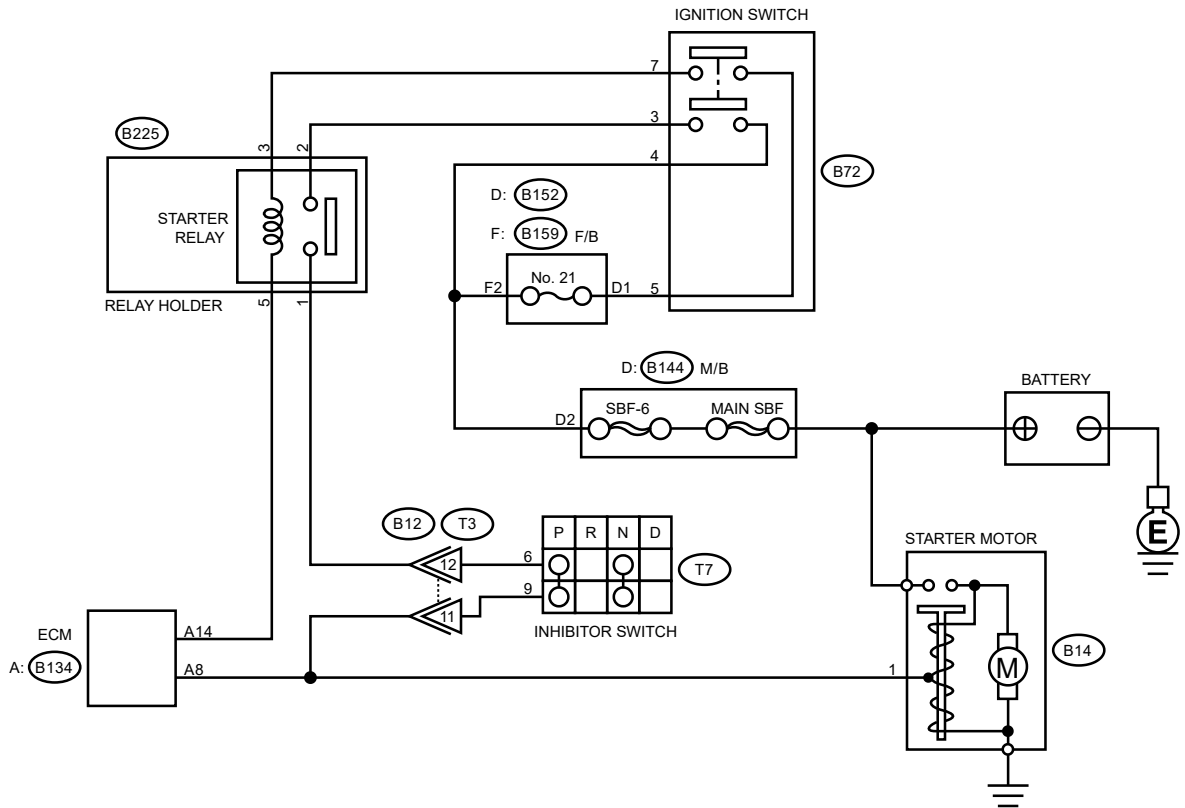 IGNITION SWITCH
7
B225
3
3
2
4
B72
D: B152
STARTER
RELAY
F: B159 F/B
No. 21
F2
D1
5
RELAY HOLDER
5
1
D: B144 M/B
BATTERY
SBF-6
MAIN SBF
D2
B12
T3
P R N D
STARTER MOTOR
E
12
6
T7
9
11
INHIBITOR SWITCH
ECM
A14
A: B134
A8
1
M
B14